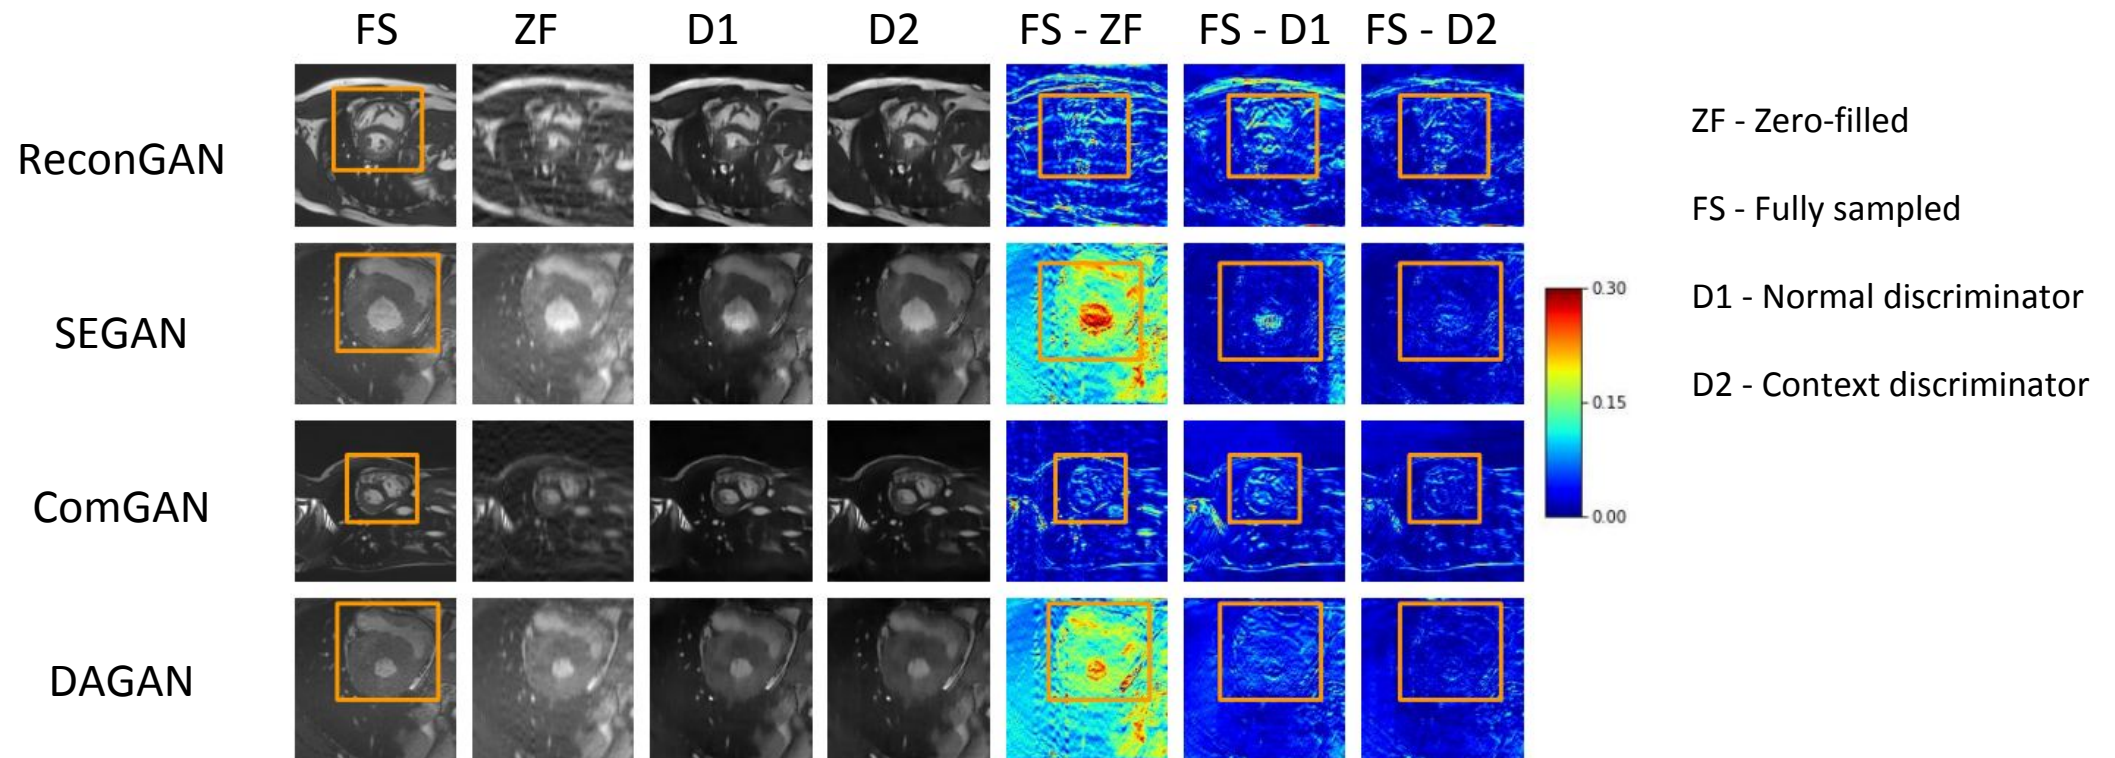 FS ZF D1 D2 FS - ZF FS - D1 FS - D2
ReconGAN
SEGAN
ComGAN
DAGAN
0.30
0.15
0.00
ZF - Zero-filled
FS - Fully sampled
D1 - Normal discriminator
D2 - Context discriminator